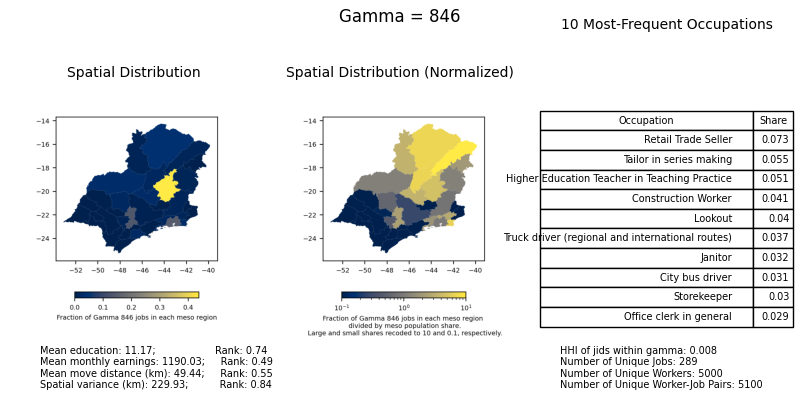 Gamma = 846
10 Most-Frequent Occupations
Spatial Distribution
Spatial Distribution (Normalized)
−14
−16
−18
−20
−22
−24
−52 −50 −48 −46 −44 −42 −40
0.0 0.1 0.2 0.3 0.4
Fraction of Gamma 846 jobs in each meso region
−14
−16
−18
−20
−22
−24
−52 −50 −48 −46 −44 −42 −40
10⁻¹ 10⁰ 10¹
Fraction of Gamma 846 jobs in each meso region
divided by meso population share.
Large and small shares recoded to 10 and 0.1, respectively.
Occupation Share
Retail Trade Seller 0.073
Tailor in series making 0.055
Higher Education Teacher in Teaching Practice 0.051
Construction Worker 0.041
Lookout 0.04
Truck driver (regional and international routes) 0.037
Janitor 0.032
City bus driver 0.031
Storekeeper 0.03
Office clerk in general 0.029
Mean education: 11.17; Rank: 0.74
Mean monthly earnings: 1190.03; Rank: 0.49
Mean move distance (km): 49.44; Rank: 0.55
Spatial variance (km): 229.93; Rank: 0.84
HHI of jids within gamma: 0.008
Number of Unique Jobs: 289
Number of Unique Workers: 5000
Number of Unique Worker-Job Pairs: 5100